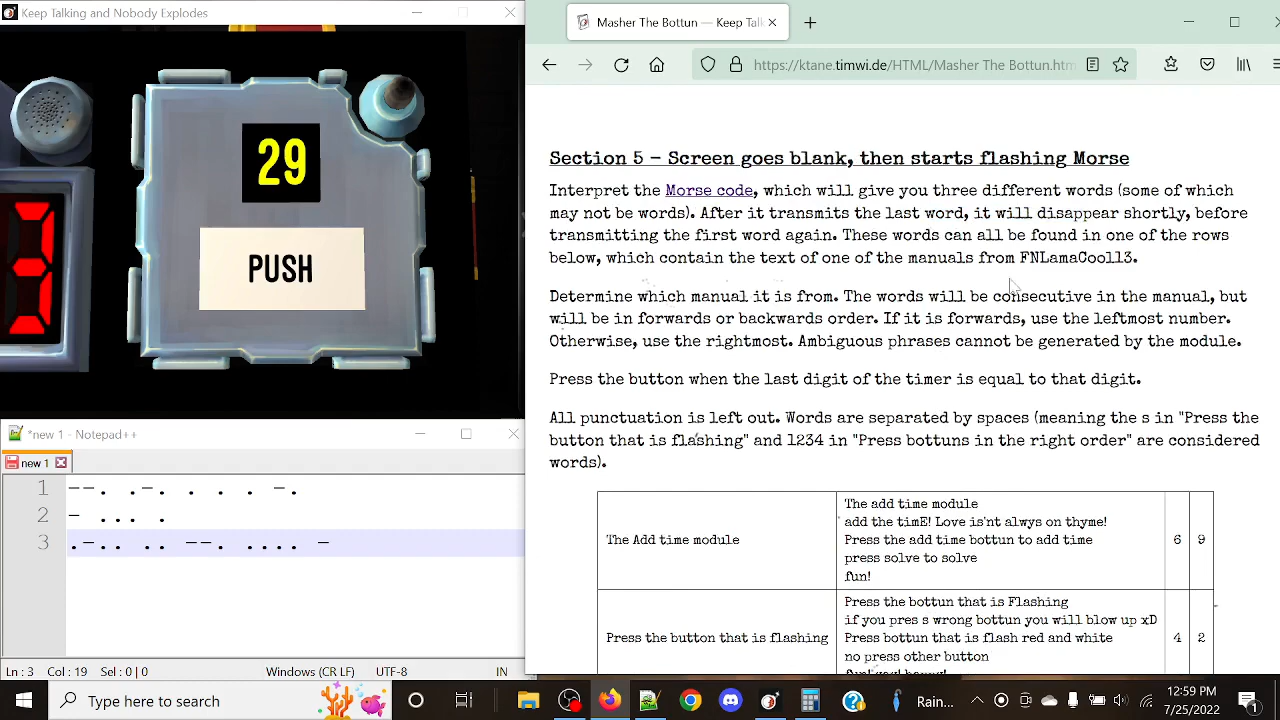 Keep Talking and Nobody Explodes
29
PUSH
3
*new 1 - Notepad++
new 1
1 --. .-. . . . -.
2 - ... .
3 .-.. .. --. .... -
Ln : 3 Col : 19 Sel : 0 | 0 Windows (CR LF) UTF-8 IN
Masher The Bottun — Keep Talk
https://ktane.timwi.de/HTML/Masher The Bottun.htm
Section 5 - Screen goes blank, then starts flashing Morse
Interpret the Morse code, which will give you three different words (some of which
may not be words). After it transmits the last word, it will disappear shortly, before
transmitting the first word again. These words can all be found in one of the rows
below, which contain the text of one of the manuals from FNLamaCool13.
Determine which manual it is from. The words will be consecutive in the manual, but
will be in forwards or backwards order. If it is forwards, use the leftmost number.
Otherwise, use the rightmost. Ambiguous phrases cannot be generated by the module.
Press the button when the last digit of the timer is equal to that digit.
All punctuation is left out. Words are separated by spaces (meaning the s in "Press the
button that is flashing" and 1234 in "Press bottuns in the right order" are considered
words).
The Add time module
The add time module
add the timE! Love is'nt alwys on thyme!
Press the add time bottun to add time
press solve to solve
fun!
6 9
Press the button that is flashing
Press the bottun that is Flashing
if you pres s wrong bottun you will blow up xD
Press bottun that is flash red and white
no press other button
4 2
Type here to search
Rain...
12:59 PM
7/25/2022